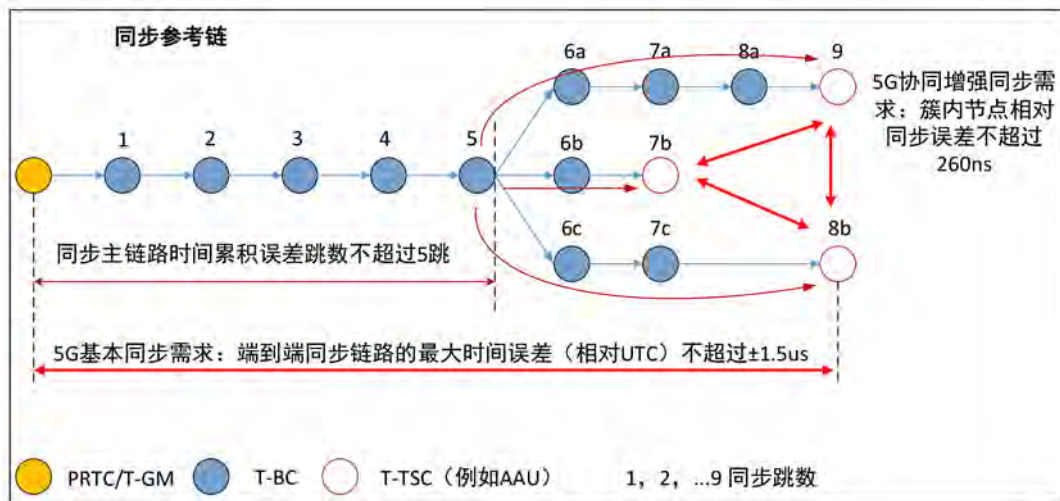 同步参考链
6a
7a
8a
9
5G协同增强同步需
求：簇内节点相对
同步误差不超过
260ns
1
2
3
4
5
6b
7b
6c
7c
8b
同步主链路时间累积误差跳数不超过5跳
5G基本同步需求：端到端同步链路的最大时间误差（相对UTC）不超过±1.5us
PRTC/T-GM
T-BC
T-TSC（例如AAU）
1，2，...9 同步跳数